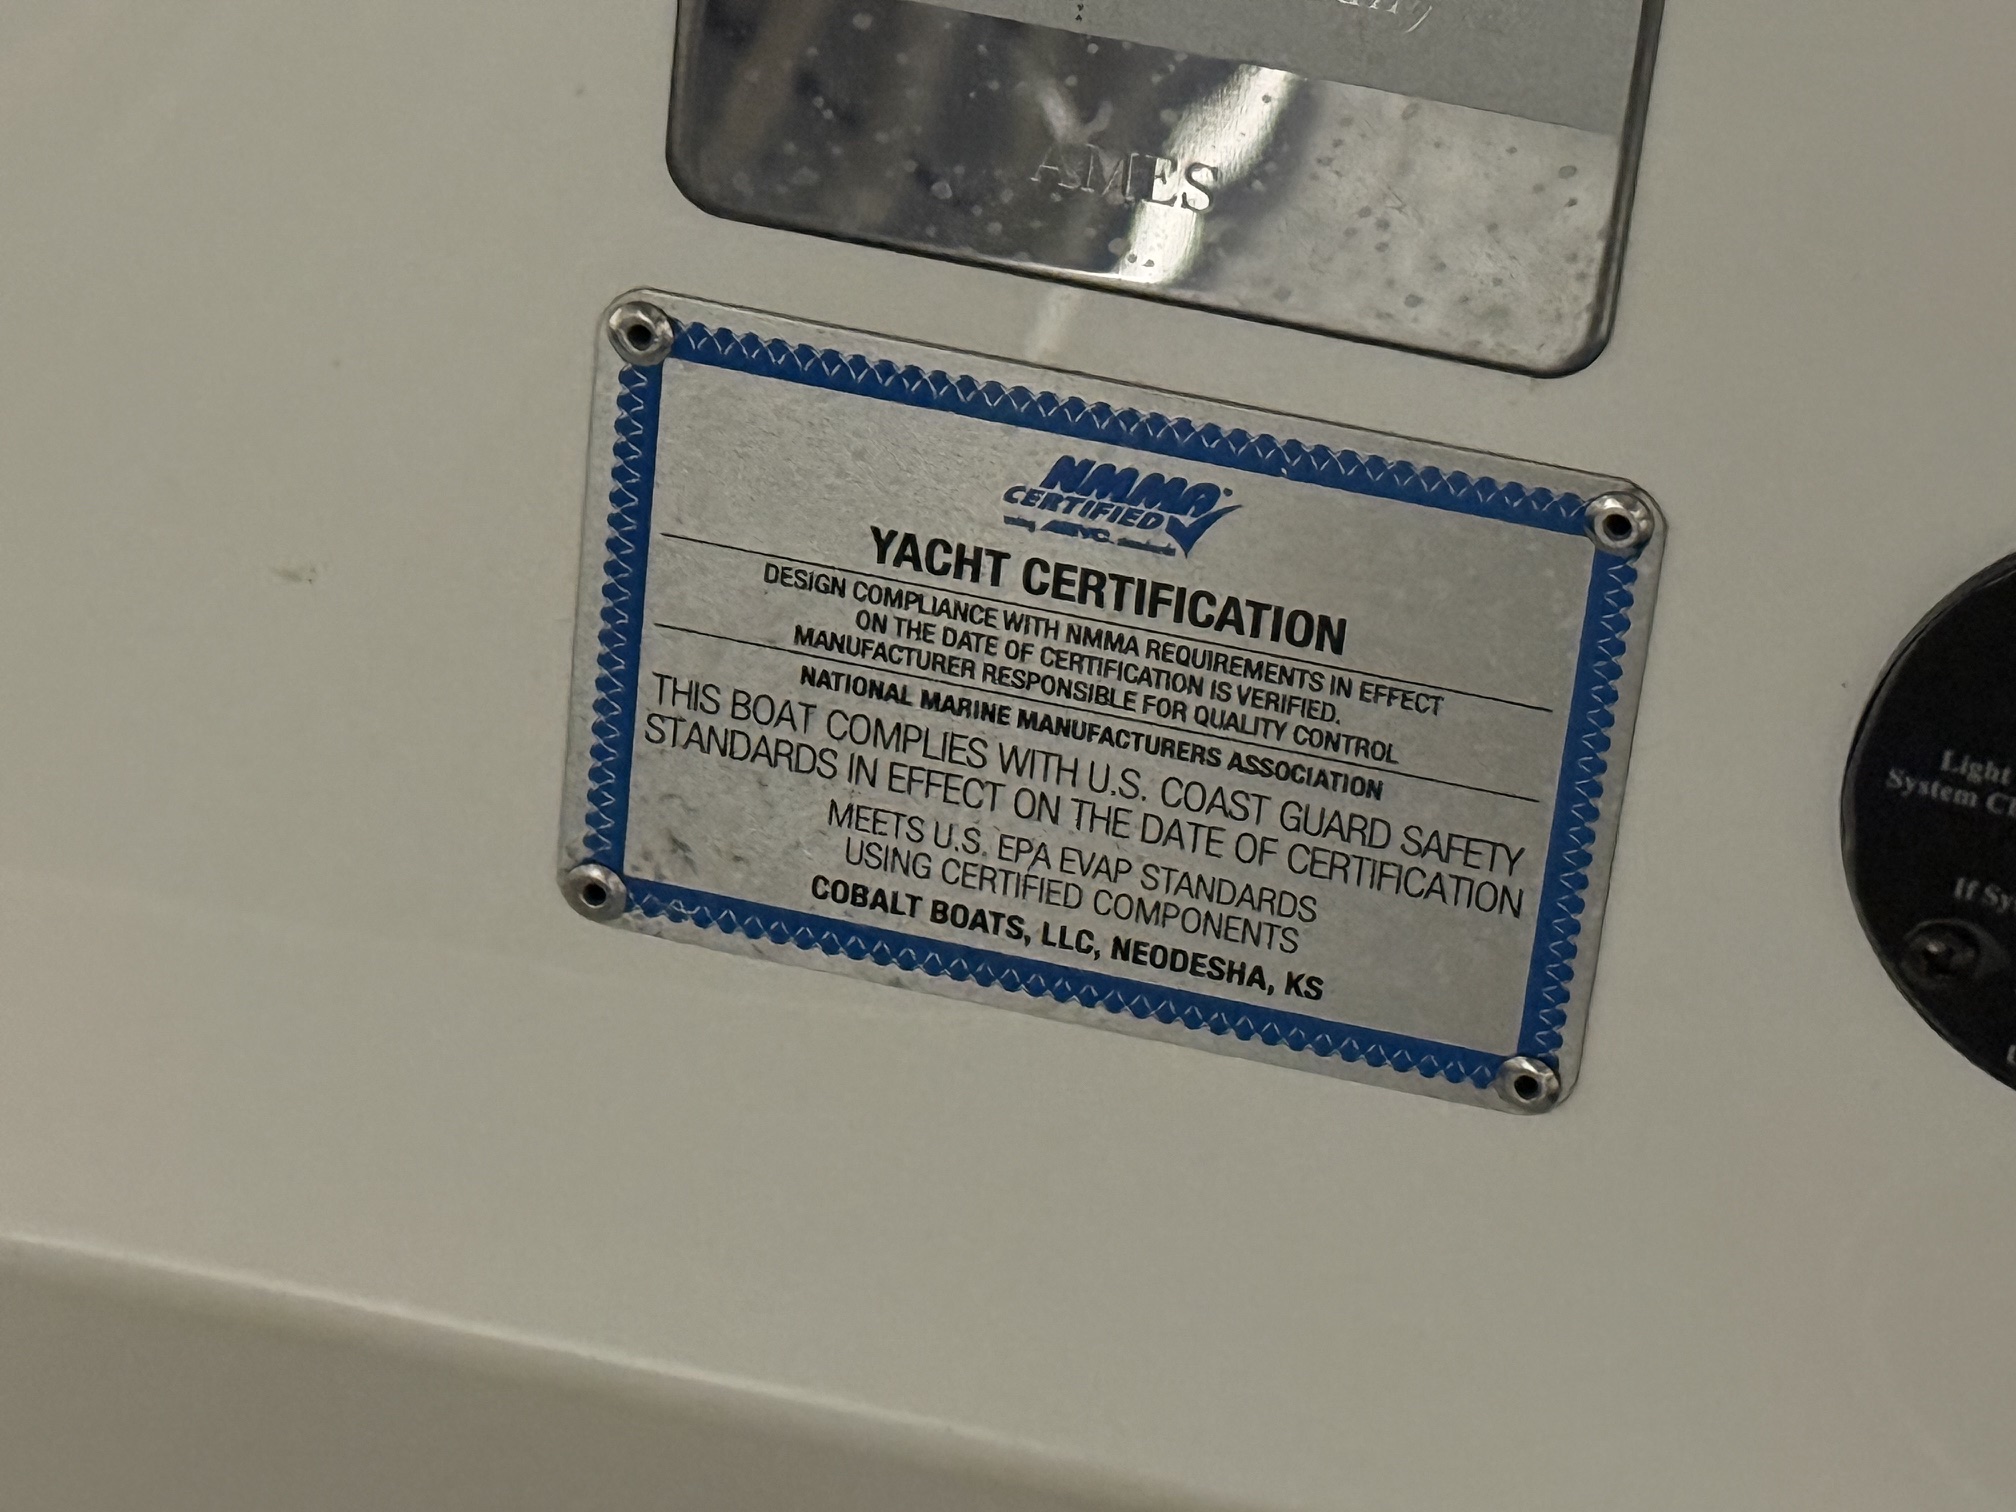 AMES
NMMA
CERTIFIED
YACHT CERTIFICATION
DESIGN COMPLIANCE WITH NMMA REQUIREMENTS IN EFFECT
ON THE DATE OF CERTIFICATION IS VERIFIED.
MANUFACTURER RESPONSIBLE FOR QUALITY CONTROL
NATIONAL MARINE MANUFACTURERS ASSOCIATION
THIS BOAT COMPLIES WITH U.S. COAST GUARD SAFETY
STANDARDS IN EFFECT ON THE DATE OF CERTIFICATION
MEETS U.S. EPA EVAP STANDARDS
USING CERTIFIED COMPONENTS
COBALT BOATS, LLC, NEODESHA, KS
Light
System
If